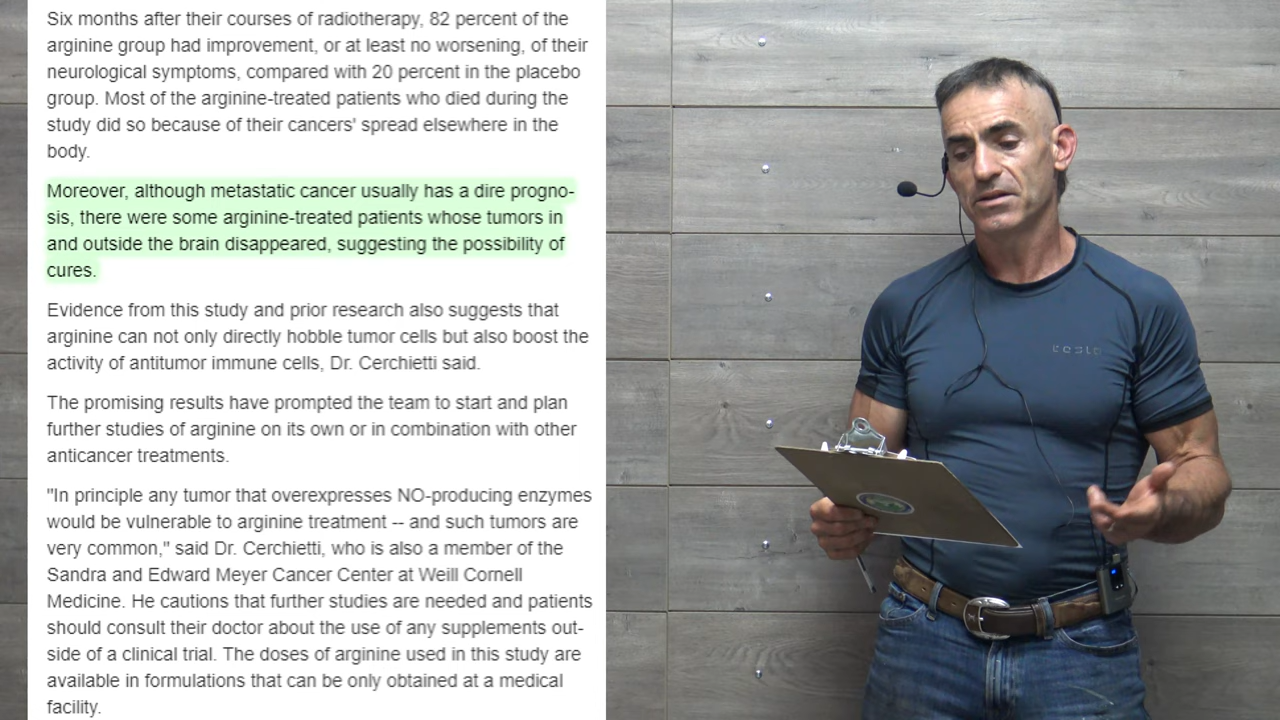 Six months after their courses of radiotherapy, 82 percent of the
arginine group had improvement, or at least no worsening, of their
neurological symptoms, compared with 20 percent in the placebo
group. Most of the arginine-treated patients who died during the
study did so because of their cancers' spread elsewhere in the
body.
Moreover, although metastatic cancer usually has a dire progno-
sis, there were some arginine-treated patients whose tumors in
and outside the brain disappeared, suggesting the possibility of
cures.
Evidence from this study and prior research also suggests that
arginine can not only directly hobble tumor cells but also boost the
activity of antitumor immune cells, Dr. Cerchietti said.
The promising results have prompted the team to start and plan
further studies of arginine on its own or in combination with other
anticancer treatments.
"In principle any tumor that overexpresses NO-producing enzymes
would be vulnerable to arginine treatment -- and such tumors are
very common," said Dr. Cerchietti, who is also a member of the
Sandra and Edward Meyer Cancer Center at Weill Cornell
Medicine. He cautions that further studies are needed and patients
should consult their doctor about the use of any supplements out-
side of a clinical trial. The doses of arginine used in this study are
available in formulations that can be only obtained at a medical
facility.